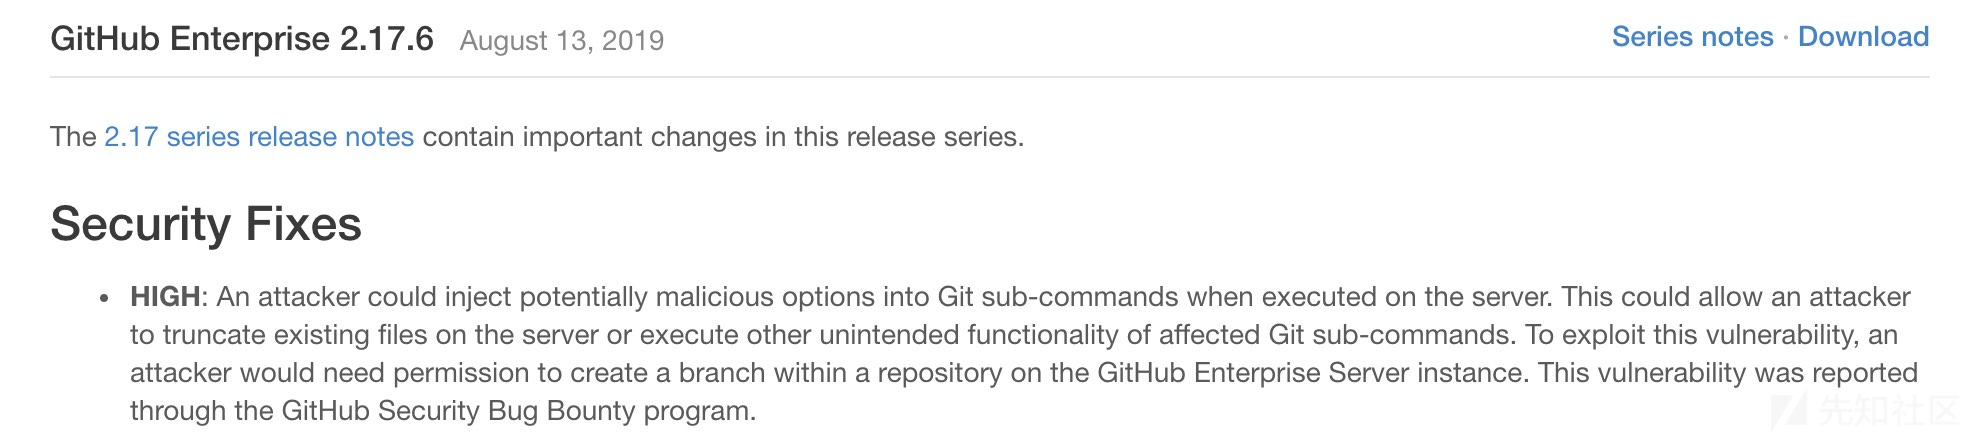 GitHub Enterprise 2.17.6 August 13, 2019 Series notes · Download
The 2.17 series release notes contain important changes in this release series.
Security Fixes
• HIGH: An attacker could inject potentially malicious options into Git sub-commands when executed on the server. This could allow an attacker
to truncate existing files on the server or execute other unintended functionality of affected Git sub-commands. To exploit this vulnerability, an
attacker would need permission to create a branch within a repository on the GitHub Enterprise Server instance. This vulnerability was reported
through the GitHub Security Bug Bounty program.
先知社区